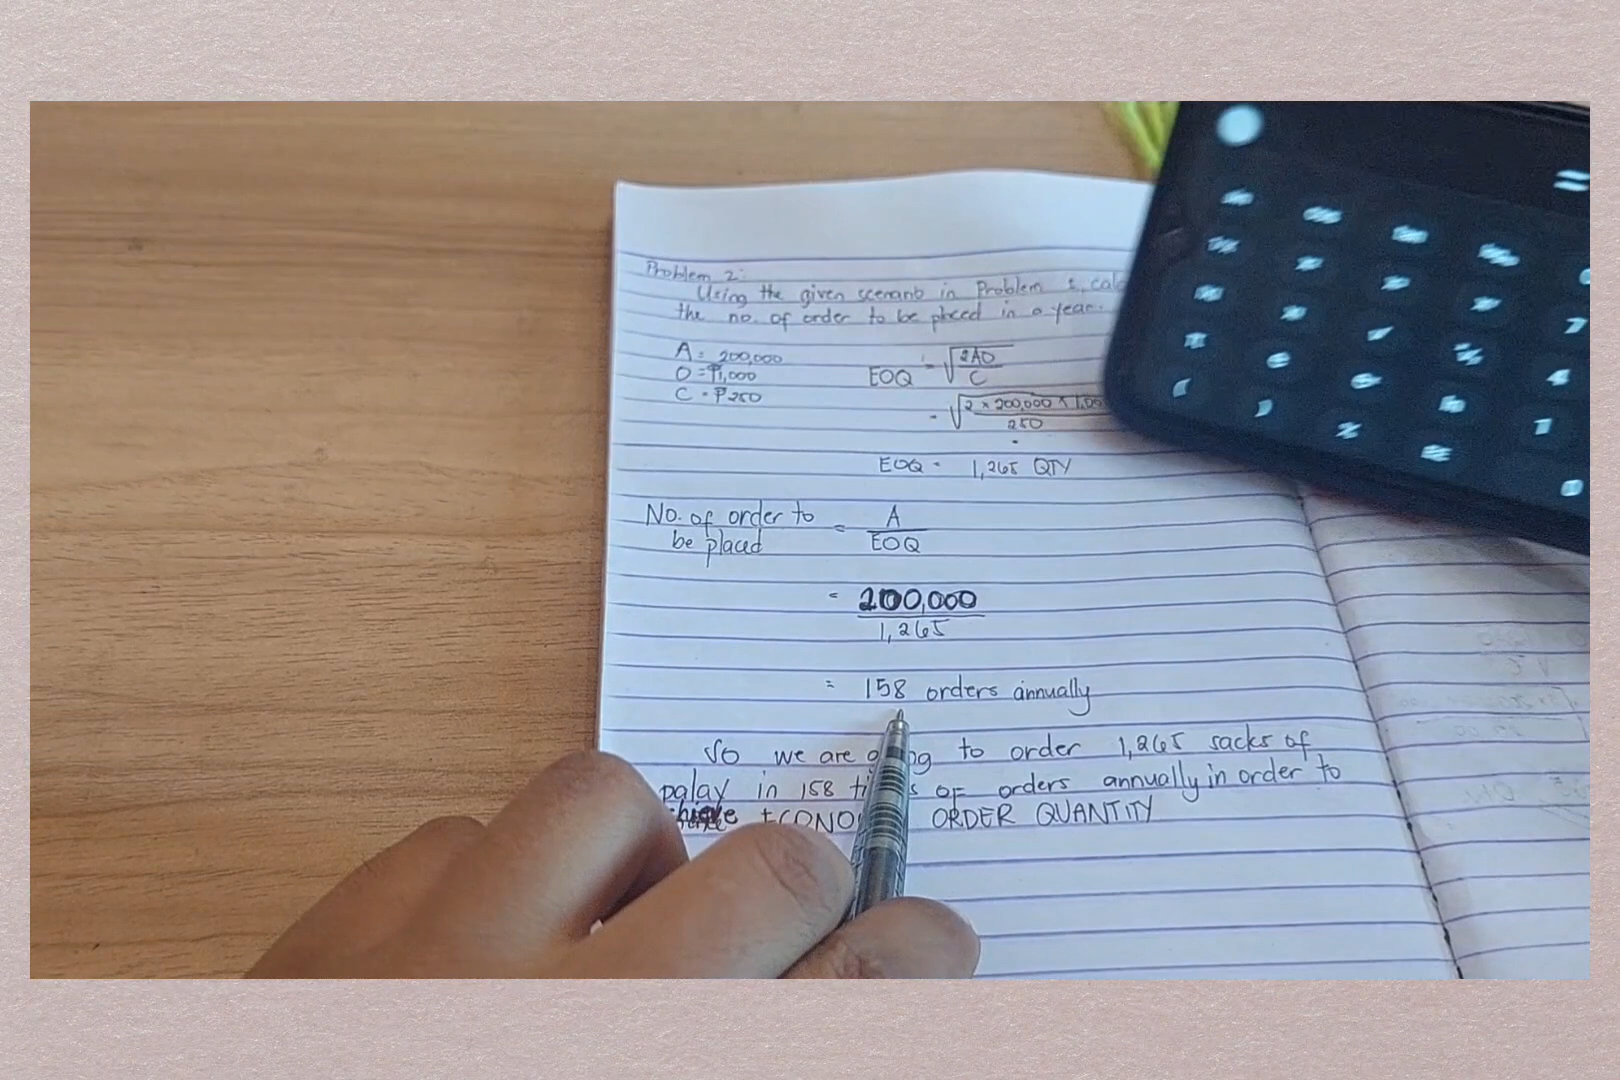 Problem 2:
Using the given scenario in Problem 1, calc
the no. of order to be placed in a year.
A = 200,000
O = ₱1,000
C = ₱250
EOQ = √2AO
C
= √2 × 200,000 × 1,00
250
EOQ = 1,265 QTY
No. of order to
be placed
= A
EOQ
= 200,000
1,265
= 158 orders annually
So we are to order 1,265 sacks of
palay in 158 of orders annually in order to
ORDER QUANTITY